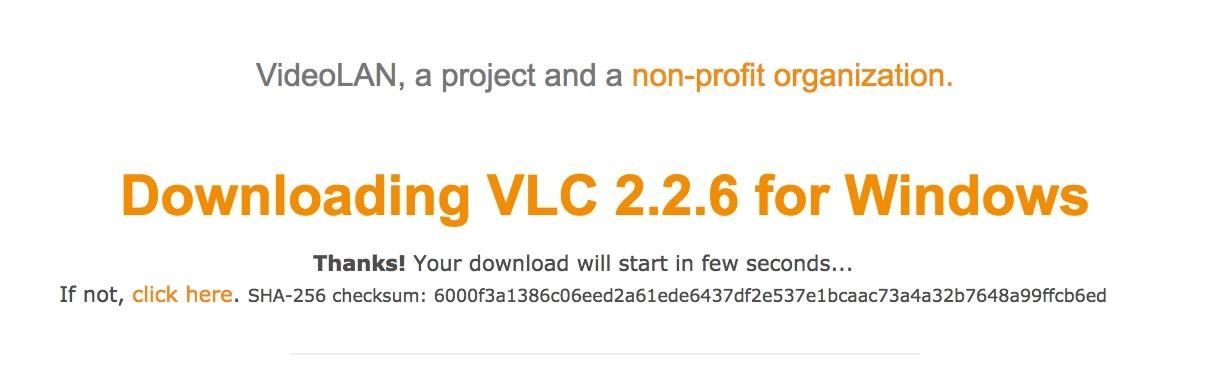 VideoLAN, a project and a non-profit organization.
Downloading VLC 2.2.6 for Windows
Thanks! Your download will start in few seconds...
If not, click here. SHA-256 checksum: 6000f3a1386c06eed2a61ede6437df2e537e1bcaac73a4a32b7648a99ffcb6ed